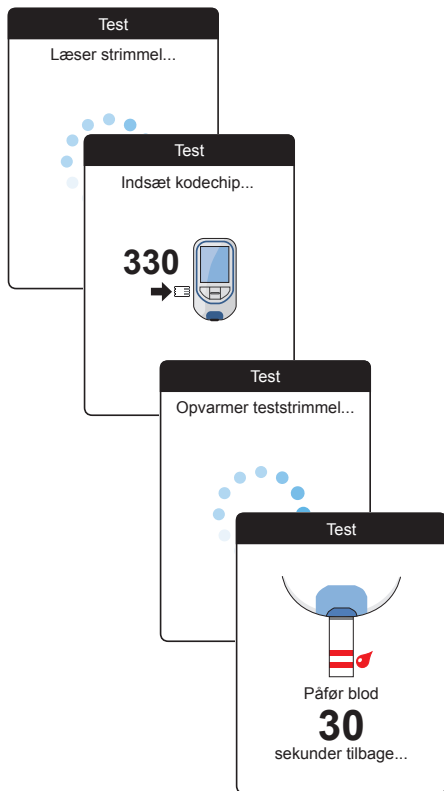 Test
Læser strimmel...
Test
Indsæt kodechip...
330
Test
Opvarmer teststrimmel...
Test
Påfør blod
30
sekunder tilbage...